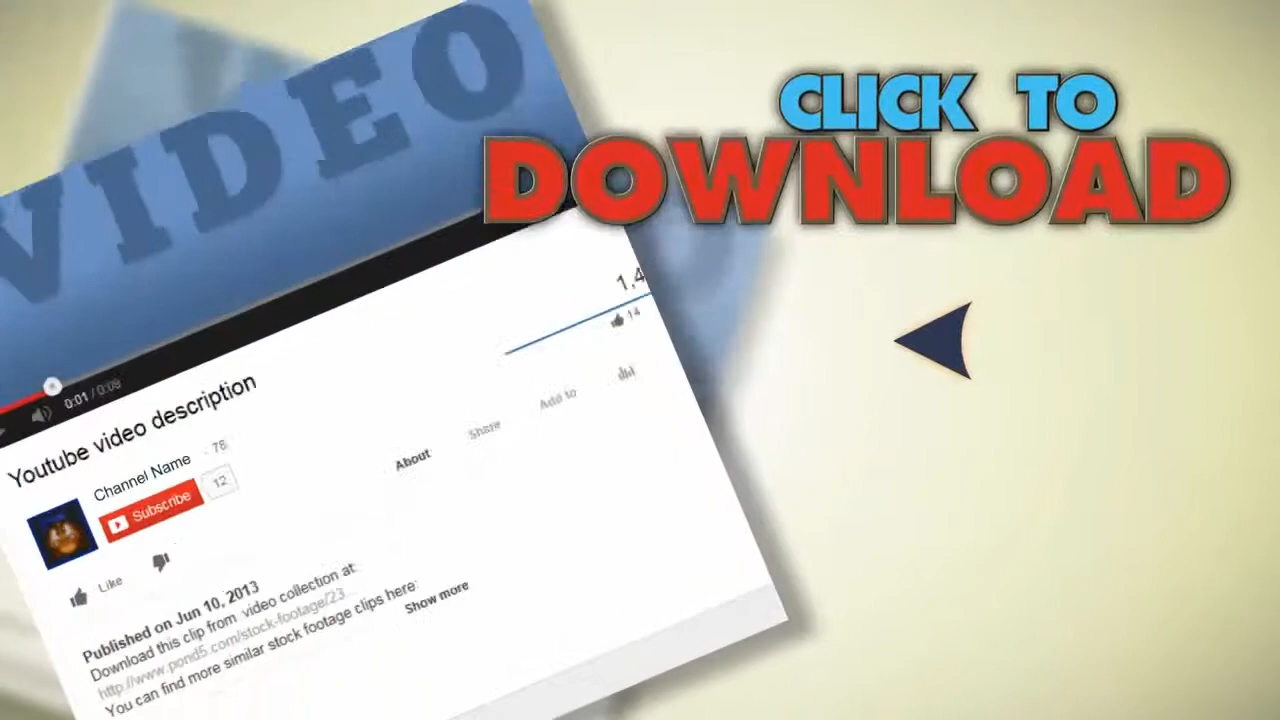 VIDEO
CLICK TO
DOWNLOAD
1,4
14
0:01 / 0:09
Youtube video description
Channel Name · 76
Subscribe 12
About Share Add to
Like
Published on Jun 10, 2013
Download this clip from video collection at:
http://www.pond5.com/stock-footage/23...
You can find more similar stock footage clips here:
Show more